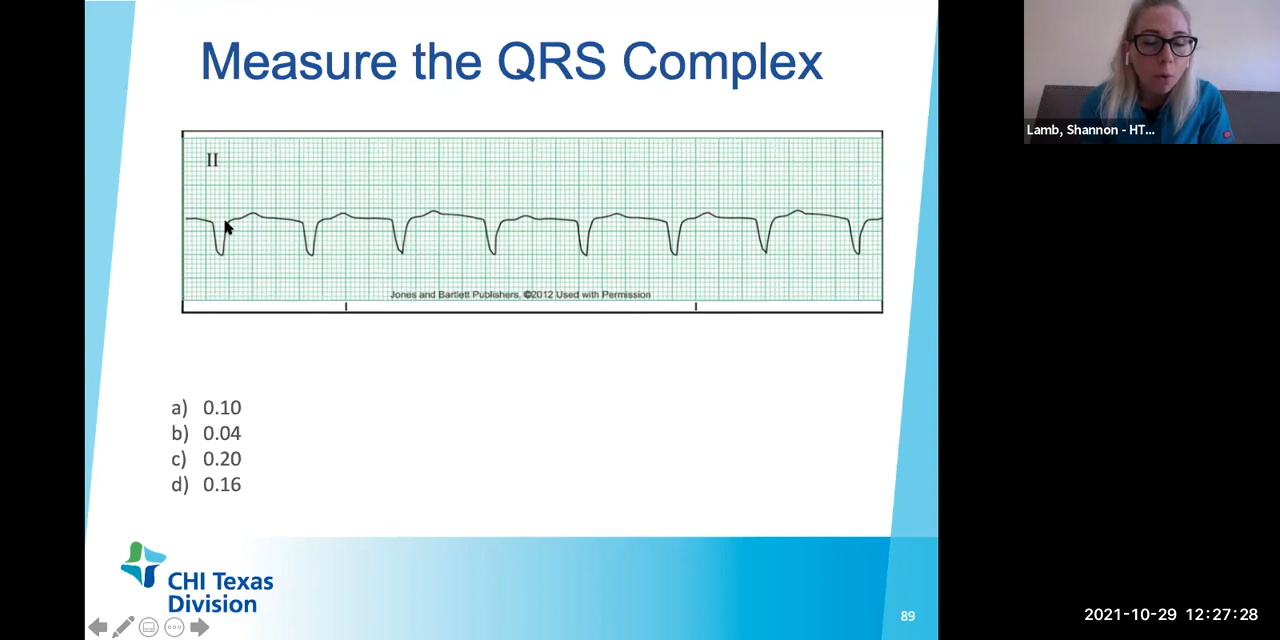 Measure the QRS Complex
II
Jones and Bartlett Publishers, ©2012 Used with Permission
a) 0.10
b) 0.04
c) 0.20
d) 0.16
CHI Texas
Division
89
Lamb, Shannon - HT...
2021-10-29 12:27:28